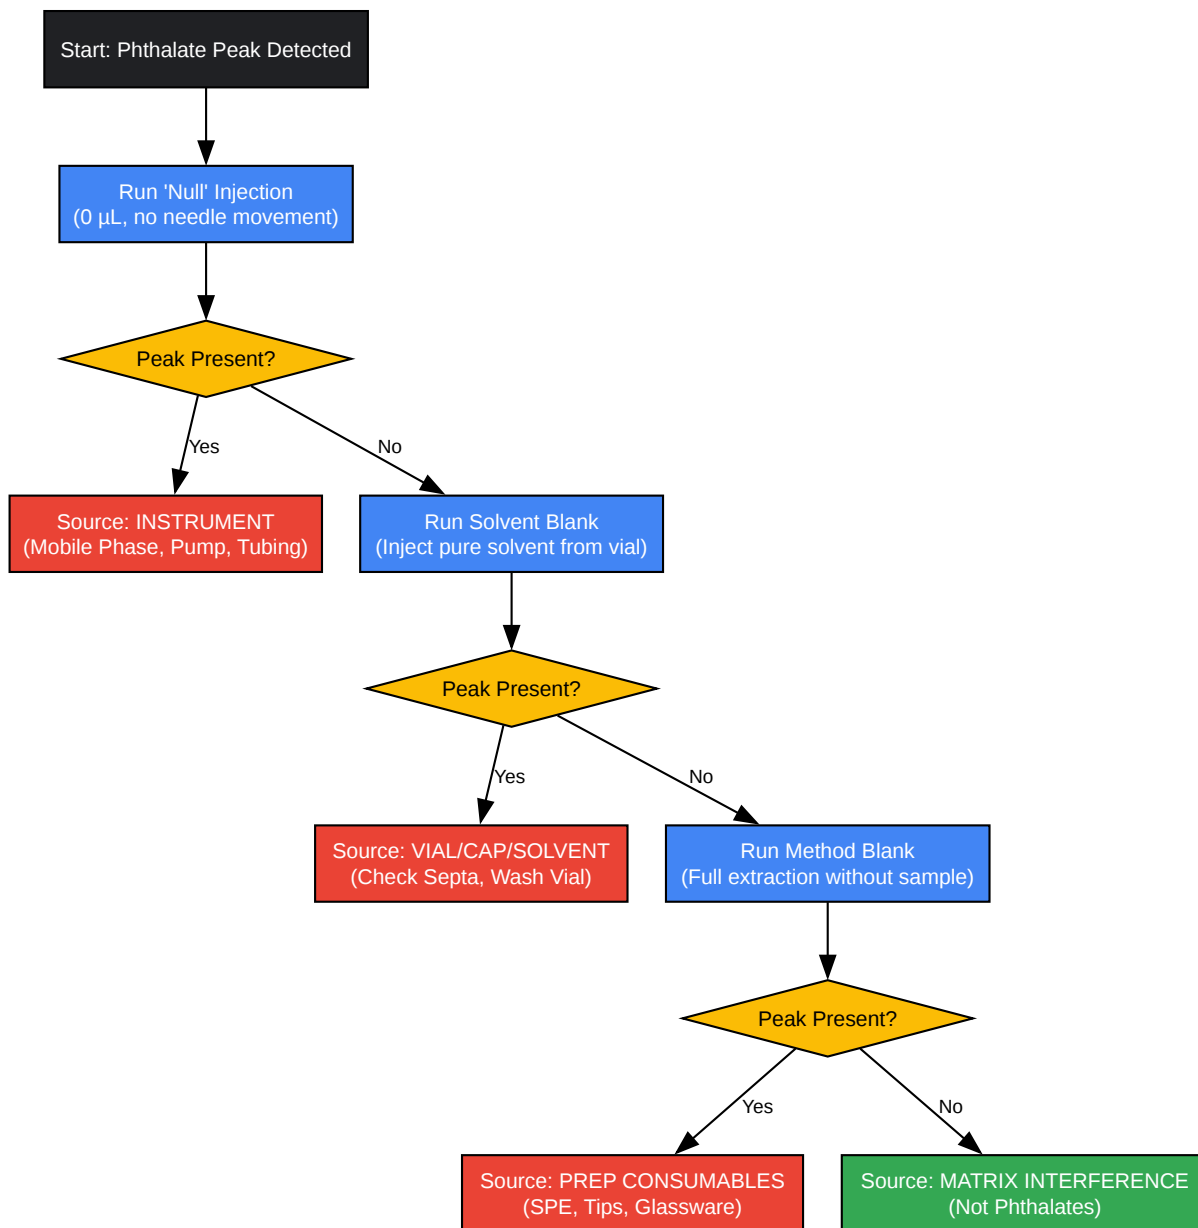 Start: Phthalate Peak Detected
Run 'Null' Injection
(0 µL, no needle movement)
Peak Present?
Yes
No
Source: INSTRUMENT
(Mobile Phase, Pump, Tubing)
Run Solvent Blank
(Inject pure solvent from vial)
Peak Present?
Yes
No
Source: VIAL/CAP/SOLVENT
(Check Septa, Wash Vial)
Run Method Blank
(Full extraction without sample)
Peak Present?
Yes
No
Source: PREP CONSUMABLES
(SPE, Tips, Glassware)
Source: MATRIX INTERFERENCE
(Not Phthalates)